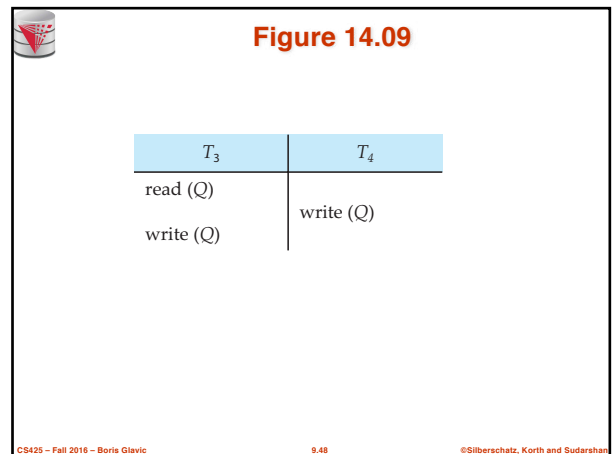 Figure 14.09
T3 T4
read (Q)
write (Q)
write (Q)
CS425 – Fall 2016 – Boris Glavic 9.48 ©Silberschatz, Korth and Sudarshan